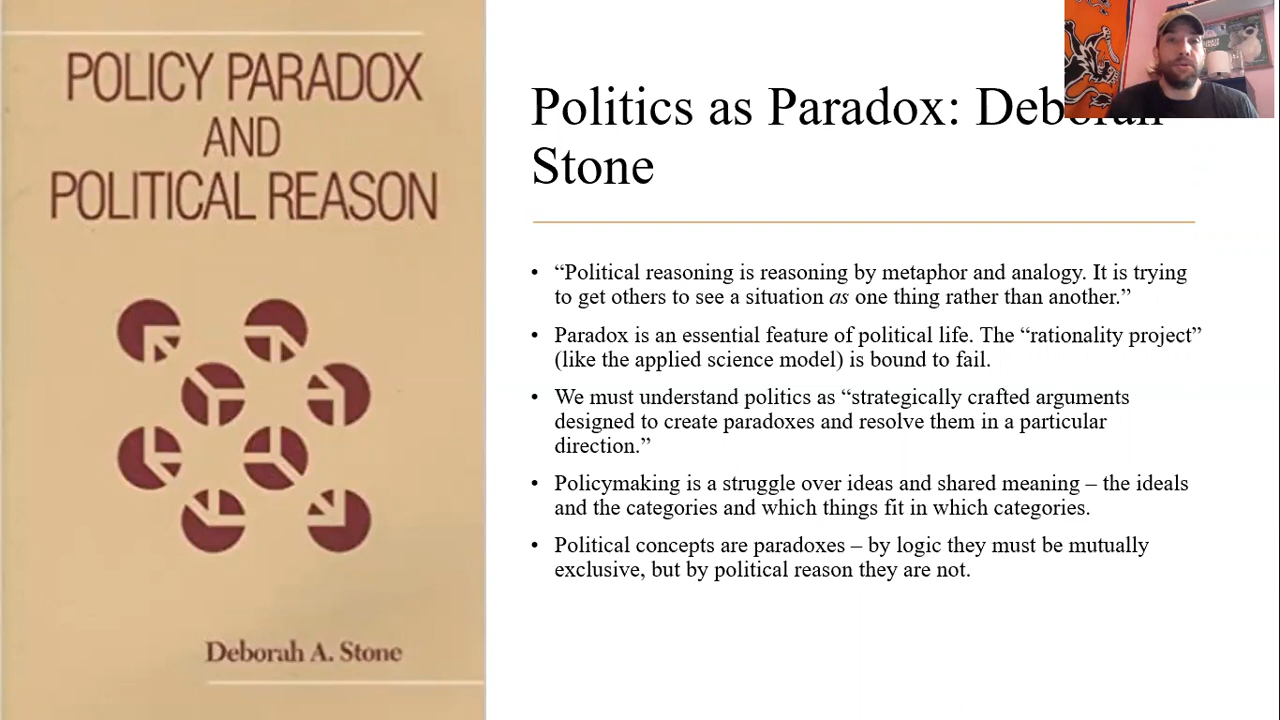 POLICY PARADOX
AND
POLITICAL REASON
Deborah A. Stone
Politics as Paradox: Deborah
Stone
• “Political reasoning is reasoning by metaphor and analogy. It is trying
to get others to see a situation as one thing rather than another.”
• Paradox is an essential feature of political life. The “rationality project”
(like the applied science model) is bound to fail.
• We must understand politics as “strategically crafted arguments
designed to create paradoxes and resolve them in a particular
direction.”
• Policymaking is a struggle over ideas and shared meaning – the ideals
and the categories and which things fit in which categories.
• Political concepts are paradoxes – by logic they must be mutually
exclusive, but by political reason they are not.